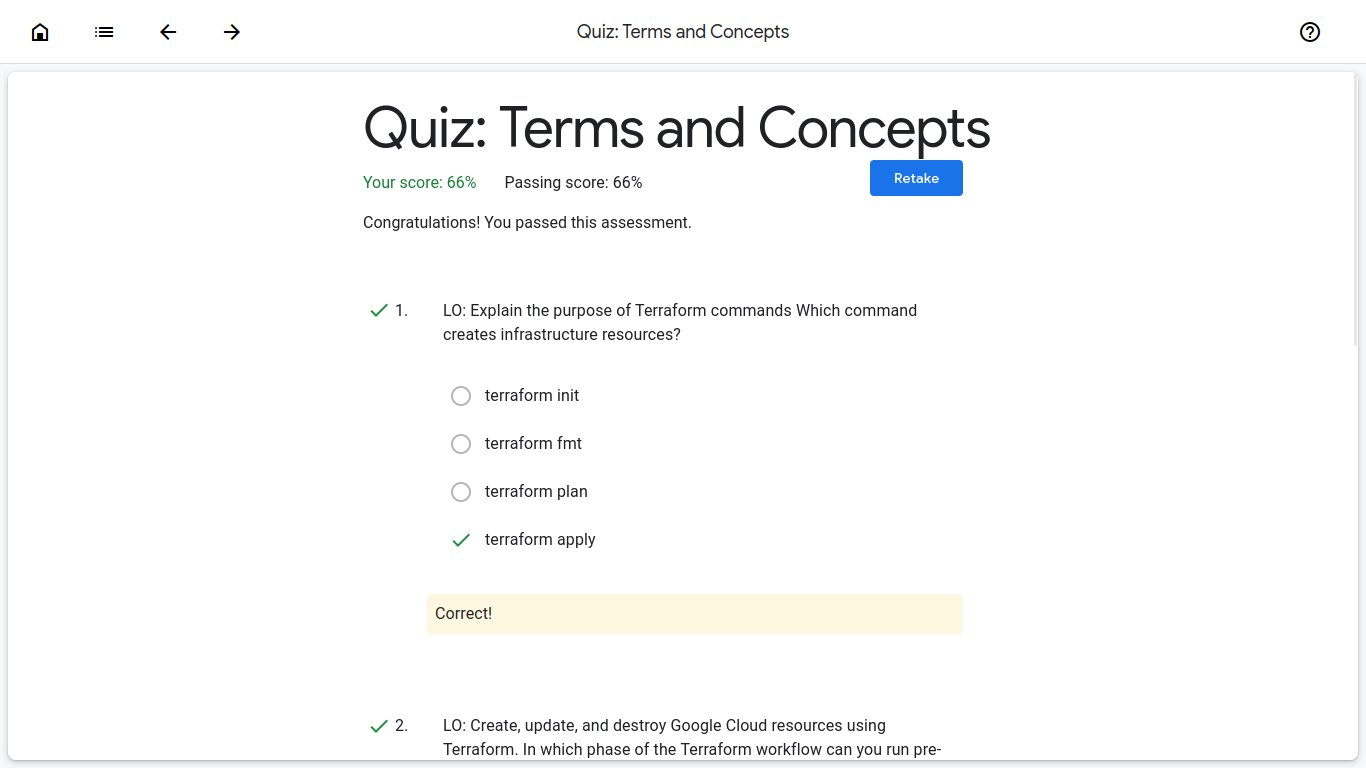 Quiz: Terms and Concepts
Quiz: Terms and Concepts
Your score: 66% Passing score: 66% Retake
Congratulations! You passed this assessment.
1. LO: Explain the purpose of Terraform commands Which command
creates infrastructure resources?
terraform init
terraform fmt
terraform plan
terraform apply
Correct!
2. LO: Create, update, and destroy Google Cloud resources using
Terraform. In which phase of the Terraform workflow can you run pre-